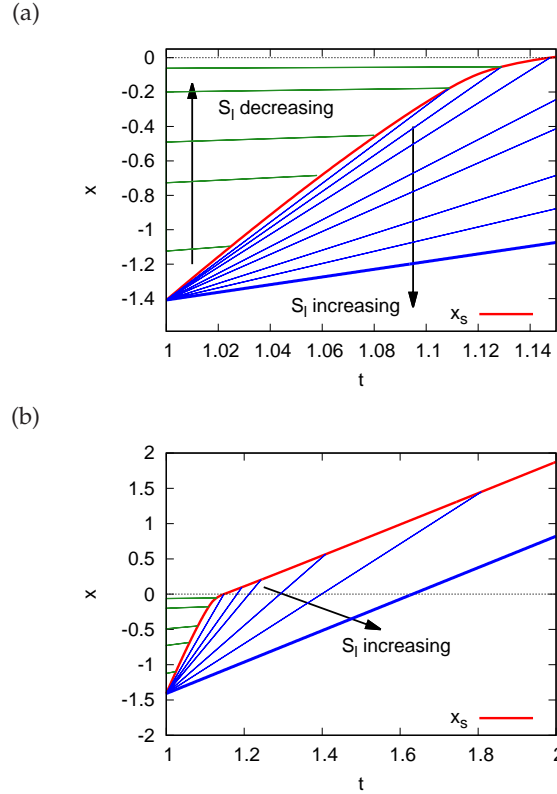 (a)
0
-0.2
-0.4
-0.6
-0.8
-1
-1.2
-1.4
x
S_l decreasing
S_l increasing
x_s
1 1.02 1.04 1.06 1.08 1.1 1.12 1.14
t
(b)
2
1.5
1
0.5
0
-0.5
-1
-1.5
-2
x
S_l increasing
x_s
1 1.2 1.4 1.6 1.8 2
t